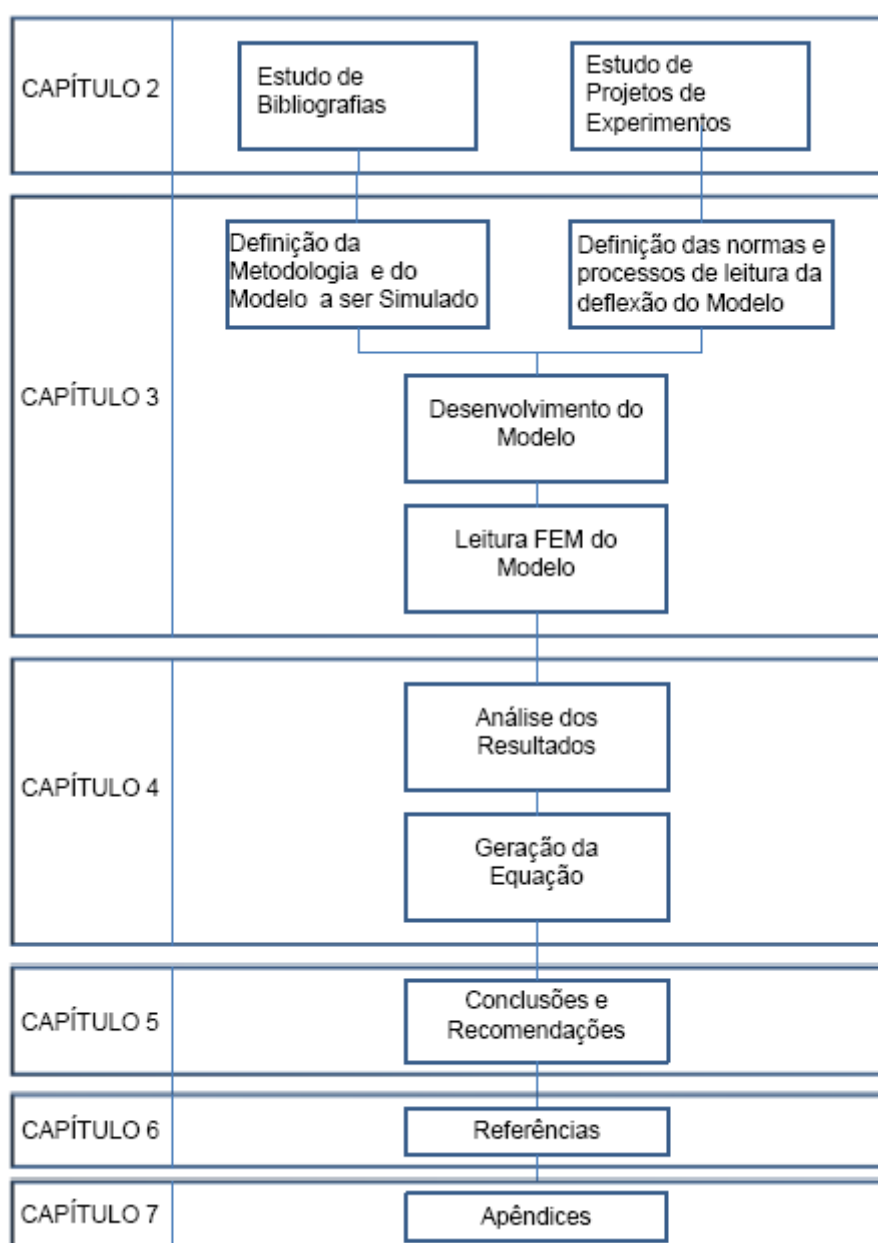 CAPÍTULO 2
Estudo de
Bibliografias
Estudo de
Projetos de
Experimentos
CAPÍTULO 3
Definição da
Metodologia e do
Modelo a ser Simulado
Definição das normas e
processos de leitura da
deflexão do Modelo
Desenvolvimento do
Modelo
Leitura FEM do
Modelo
CAPÍTULO 4
Análise dos
Resultados
Geração da
Equação
CAPÍTULO 5
Conclusões e
Recomendações
CAPÍTULO 6
Referências
CAPÍTULO 7
Apêndices